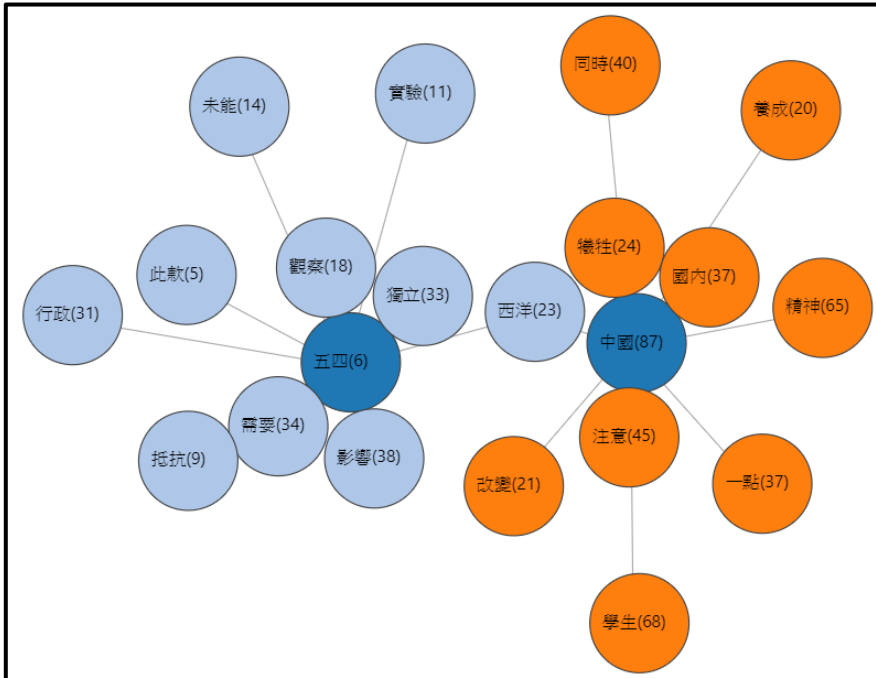 同時(40)
實驗(11)
未能(14)
養成(20)
犧牲(24)
觀察(18)
此款(5)
國內(37)
獨立(33)
西洋(23)
精神(65)
行政(31)
中國(87)
五四(6)
需要(34)
注意(45)
抵抗(9)
影響(38)
改變(21)
一點(37)
學生(68)